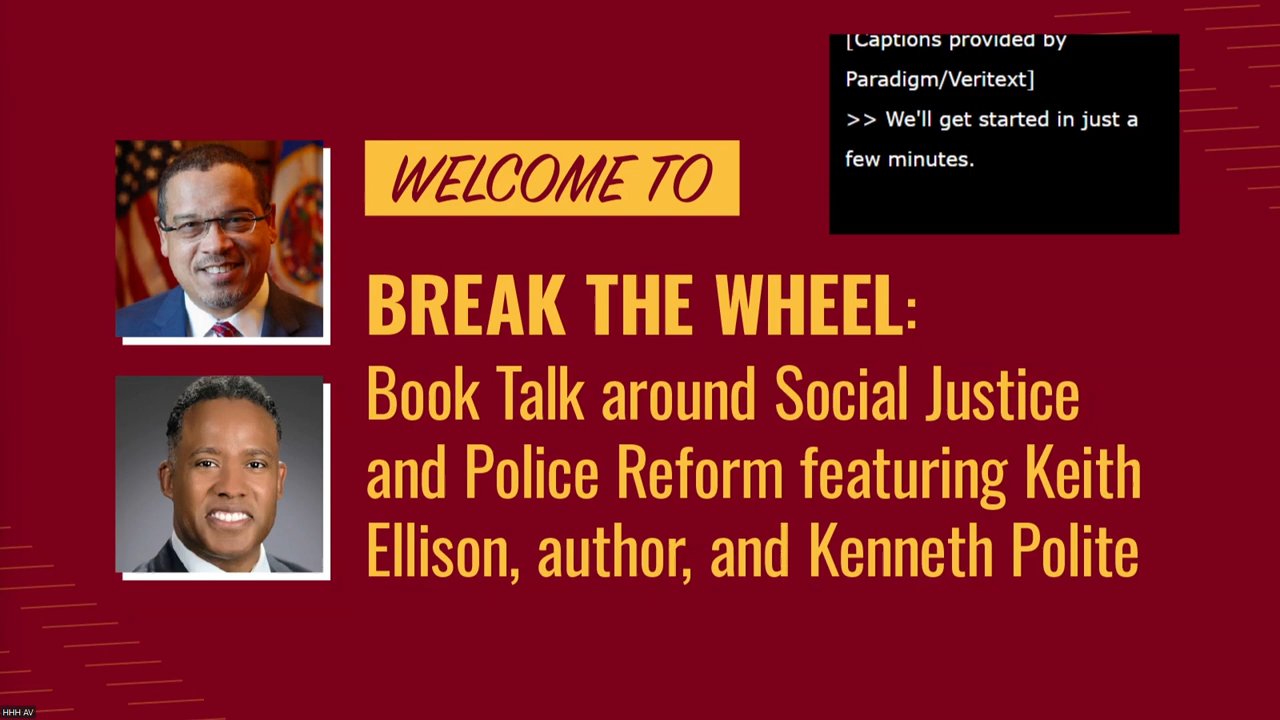 [Captions provided by
Paradigm/Veritext]
>> We'll get started in just a
few minutes.
WELCOME TO
BREAK THE WHEEL:
Book Talk around Social Justice
and Police Reform featuring Keith
Ellison, author, and Kenneth Polite
HHH AV